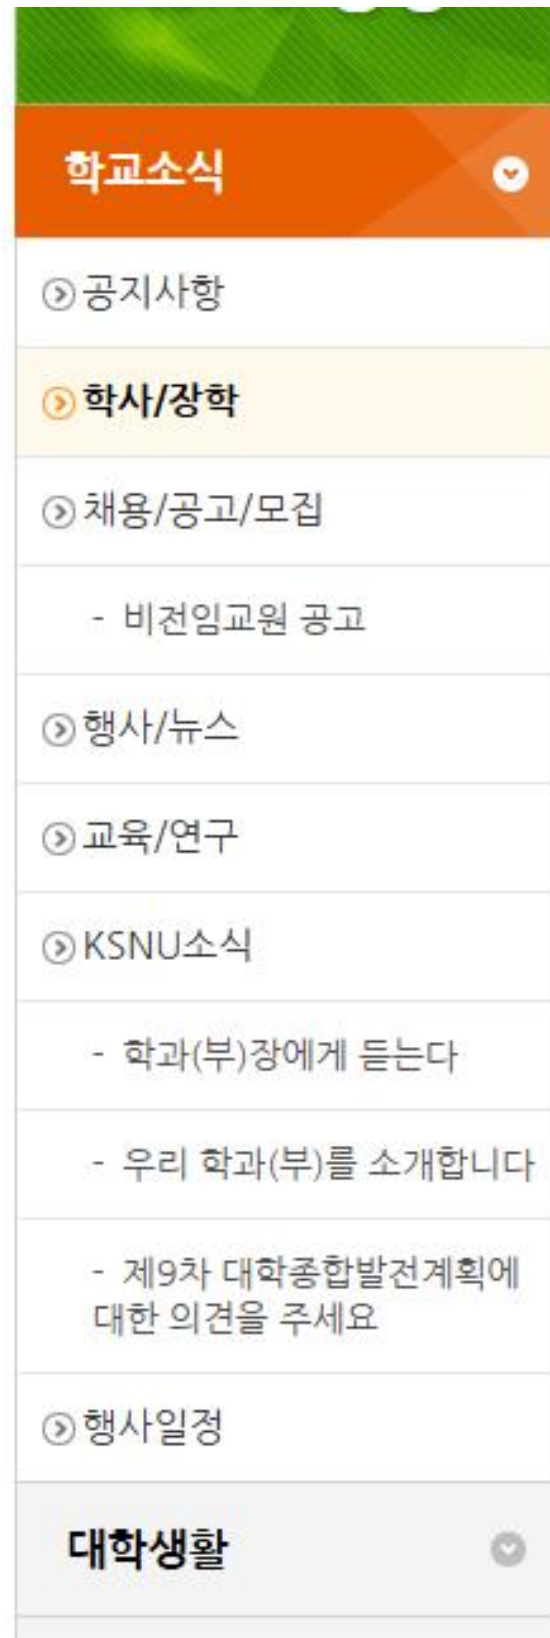 학교소식
공지사항
학사/장학
채용/공고/모집
- 비전임교원 공고
행사/뉴스
교육/연구
KSNU소식
- 학과(부)장에게 듣는다
- 우리 학과(부)를 소개합니다
- 제9차 대학종합발전계획에
대한 의견을 주세요
행사일정
대학생활